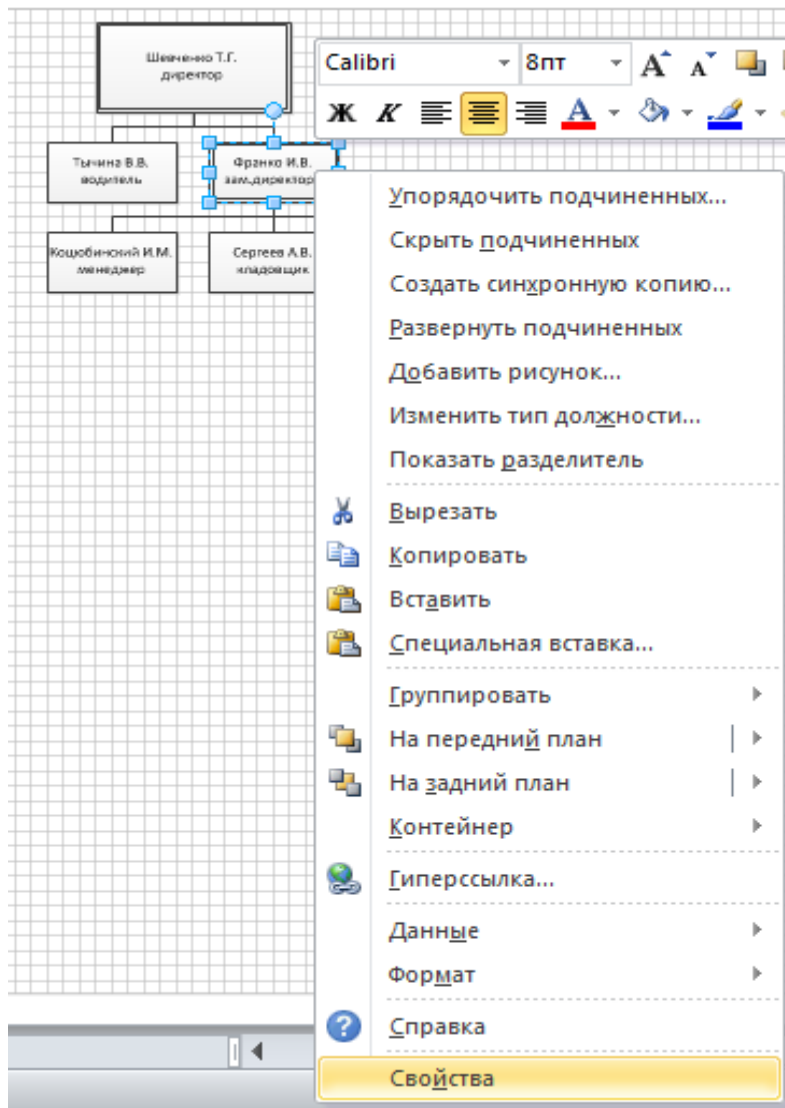 Шевченко Т.Г.
директор
Calibri 8пт А А
Ж К А
Тычина В.В.
водитель
Франко И.В.
зам.директор
Коцюбинский И.М.
менеджер
Сергеев А.В.
кладовщик
Упорядочить подчиненных...
Скрыть подчиненных
Создать синхронную копию...
Развернуть подчиненных
Добавить рисунок...
Изменить тип должности...
Показать разделитель
Вырезать
Копировать
Вставить
Специальная вставка...
Группировать
На передний план
На задний план
Контейнер
Гиперссылка...
Данные
Формат
Справка
Свойства